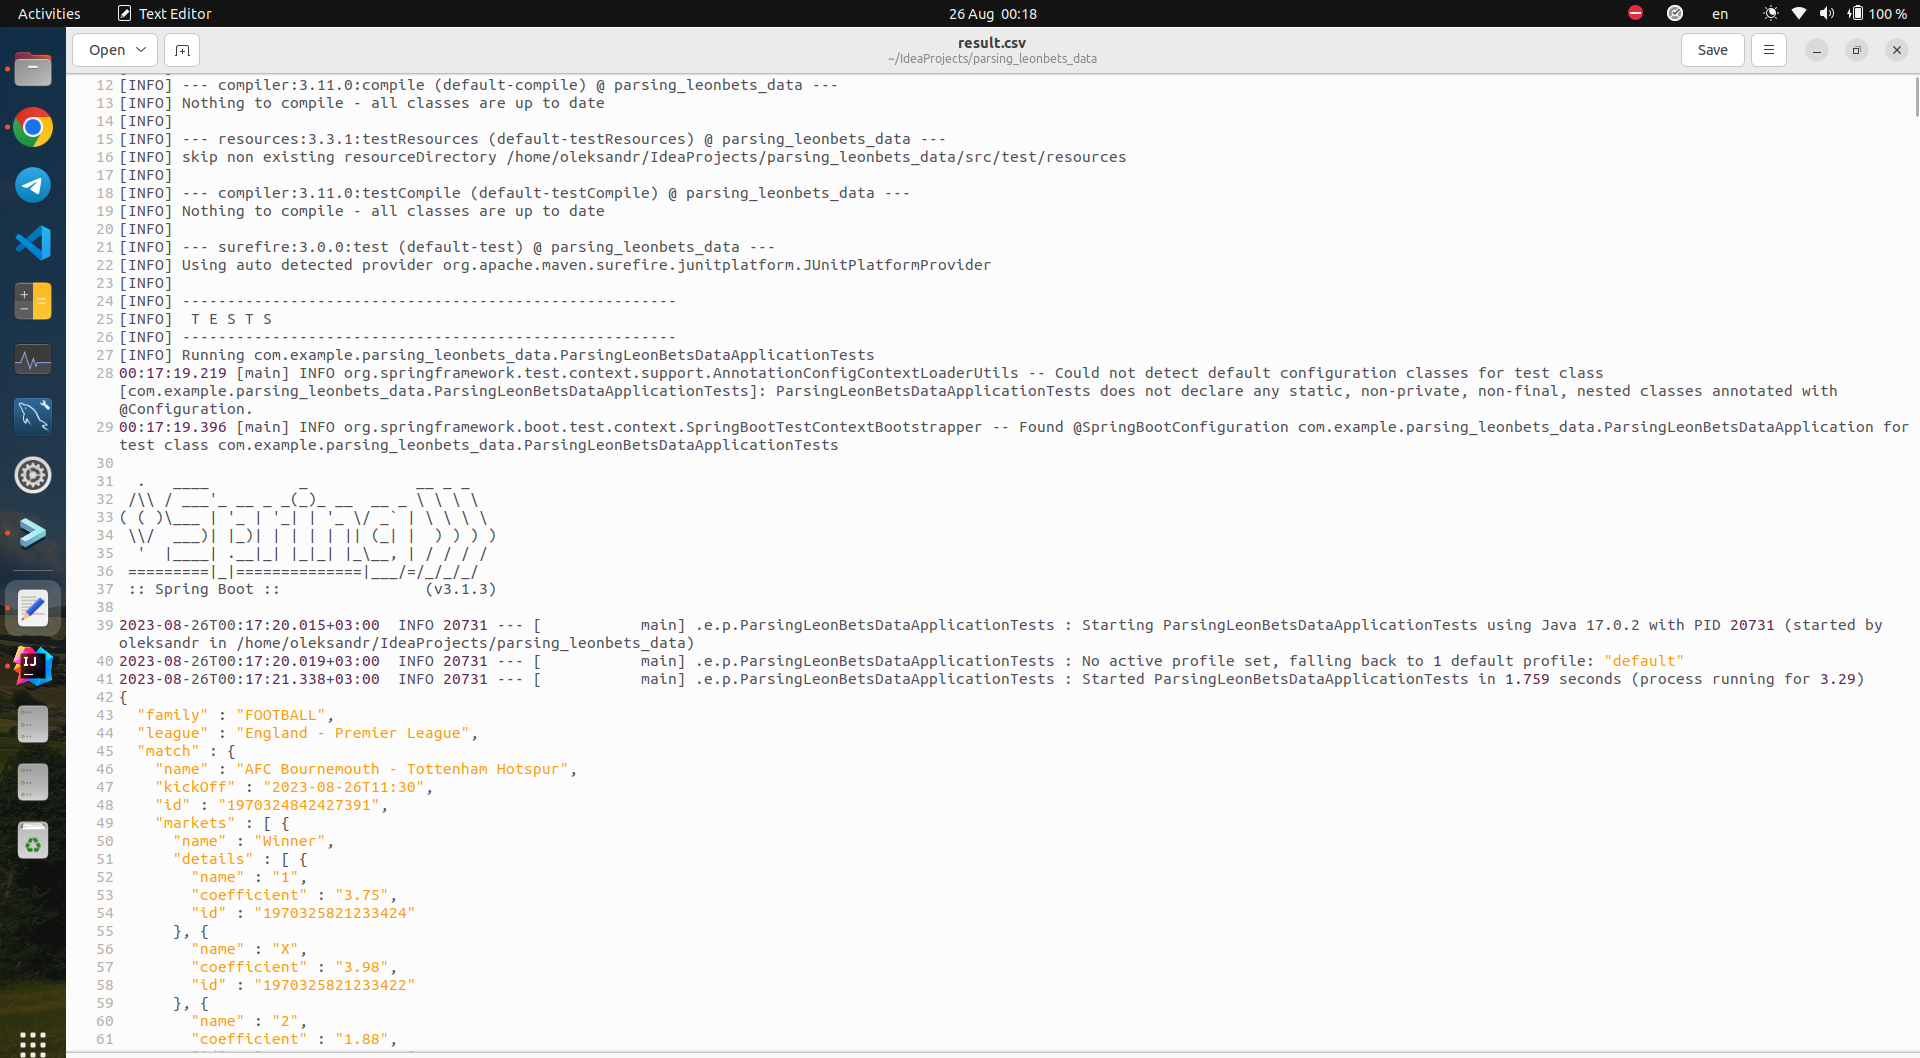 Activities
Text Editor
26 Aug 00:18
en
100 %
Open
result.csv
~/IdeaProjects/parsing_leonbets_data
Save
12 [INFO] --- compiler:3.11.0:compile (default-compile) @ parsing_leonbets_data ---
13 [INFO] Nothing to compile - all classes are up to date
14 [INFO]
15 [INFO] --- resources:3.3.1:testResources (default-testResources) @ parsing_leonbets_data ---
16 [INFO] skip non existing resourceDirectory /home/oleksandr/IdeaProjects/parsing_leonbets_data/src/test/resources
17 [INFO]
18 [INFO] --- compiler:3.11.0:testCompile (default-testCompile) @ parsing_leonbets_data ---
19 [INFO] Nothing to compile - all classes are up to date
20 [INFO]
21 [INFO] --- surefire:3.0.0:test (default-test) @ parsing_leonbets_data ---
22 [INFO] Using auto detected provider org.apache.maven.surefire.junitplatform.JUnitPlatformProvider
23 [INFO]
24 [INFO] -------------------------------------------------------
25 [INFO]  T E S T S
26 [INFO] -------------------------------------------------------
27 [INFO] Running com.example.parsing_leonbets_data.ParsingLeonBetsDataApplicationTests
28 00:17:19.219 [main] INFO org.springframework.test.context.support.AnnotationConfigContextLoaderUtils -- Could not detect default configuration classes for test class
[com.example.parsing_leonbets_data.ParsingLeonBetsDataApplicationTests]: ParsingLeonBetsDataApplicationTests does not declare any static, non-private, non-final, nested classes annotated with
@Configuration.
29 00:17:19.396 [main] INFO org.springframework.boot.test.context.SpringBootTestContextBootstrapper -- Found @SpringBootConfiguration com.example.parsing_leonbets_data.ParsingLeonBetsDataApplication for
test class com.example.parsing_leonbets_data.ParsingLeonBetsDataApplicationTests
30
31   .   ____          _            __ _ _
32  /\\ / ___'_ __ _ _(_)_ __  __ _ \ \ \ \
33 ( ( )\___ | '_ | '_| | '_ \/ _` | \ \ \ \
34  \\/  ___)| |_)| | | | | || (_| |  ) ) ) )
35   '  |____| .__|_| |_|_| |_\__, | / / / /
36  =========|_|==============|___/=/_/_/_/
37  :: Spring Boot ::                (v3.1.3)
38
39 2023-08-26T00:17:20.015+03:00  INFO 20731 --- [           main] .e.p.ParsingLeonBetsDataApplicationTests : Starting ParsingLeonBetsDataApplicationTests using Java 17.0.2 with PID 20731 (started by
oleksandr in /home/oleksandr/IdeaProjects/parsing_leonbets_data)
40 2023-08-26T00:17:20.019+03:00  INFO 20731 --- [           main] .e.p.ParsingLeonBetsDataApplicationTests : No active profile set, falling back to 1 default profile: "default"
41 2023-08-26T00:17:21.338+03:00  INFO 20731 --- [           main] .e.p.ParsingLeonBetsDataApplicationTests : Started ParsingLeonBetsDataApplicationTests in 1.759 seconds (process running for 3.29)
42 {
43   "family" : "FOOTBALL",
44   "league" : "England - Premier League",
45   "match" : {
46     "name" : "AFC Bournemouth - Tottenham Hotspur",
47     "kickOff" : "2023-08-26T11:30",
48     "id" : "1970324842427391",
49     "markets" : [ {
50       "name" : "Winner",
51       "details" : [ {
52         "name" : "1",
53         "coefficient" : "3.75",
54         "id" : "1970325821233424"
55       }, {
56         "name" : "X",
57         "coefficient" : "3.98",
58         "id" : "1970325821233422"
59       }, {
60         "name" : "2",
61         "coefficient" : "1.88",
IJ